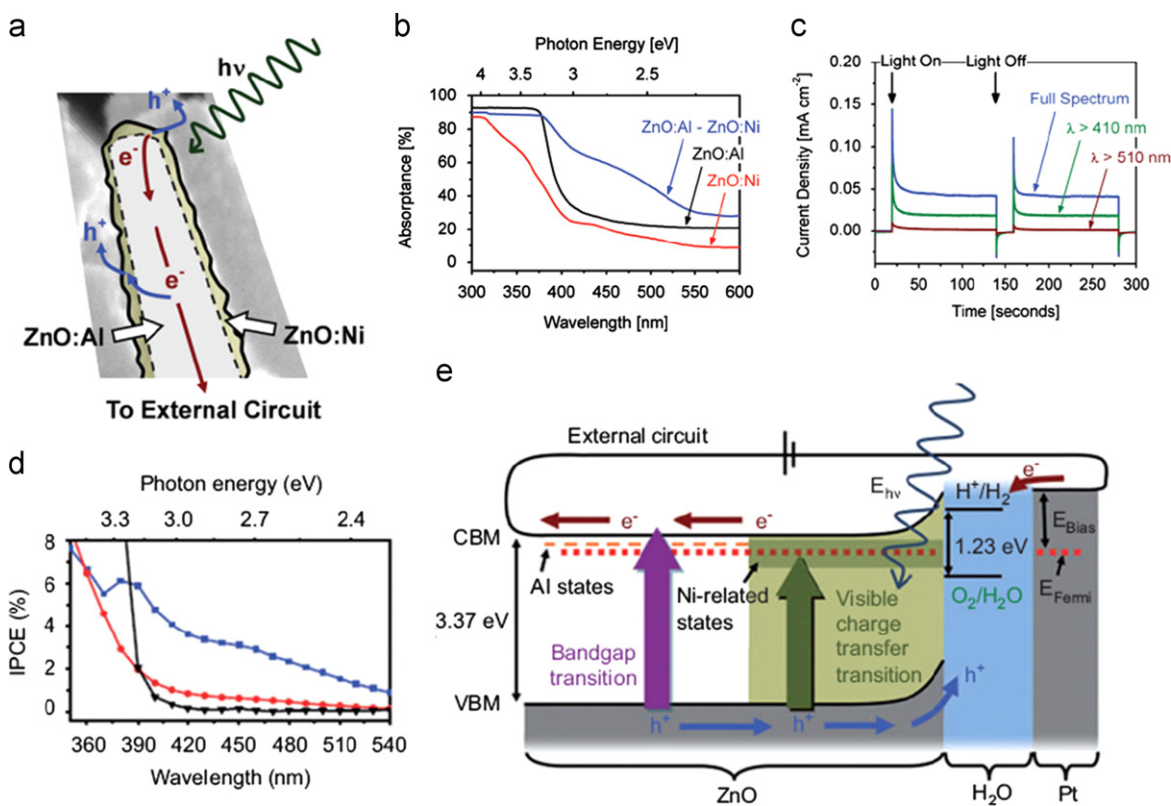 a
hν
h+
e-
h+
e-
ZnO:Al
ZnO:Ni
To External Circuit
b
Photon Energy [eV]
4 3.5 3 2.5
100
80
60
40
20
0
Absorptance [%]
ZnO:Al - ZnO:Ni
ZnO:Al
ZnO:Ni
300 350 400 450 500 550 600
Wavelength [nm]
c
Light On Light Off
0.20
0.15
0.10
0.05
0.00
Current Density [mA cm-2]
Full Spectrum
λ > 410 nm
λ > 510 nm
0 50 100 150 200 250 300
Time [seconds]
d
Photon energy (eV)
3.3 3.0 2.7 2.4
8
6
4
2
0
IPCE (%)
360 390 420 450 480 510 540
Wavelength (nm)
e
External circuit
Ehν
H+/H2
e-
CBM
e-
e-
EBias
1.23 eV
Al states
Ni-related
states
EFermi
O2/H2O
3.37 eV
Visible
charge
transfer
transition
Bandgap
transition
VBM
h+
h+
h+
ZnO
H2O
Pt